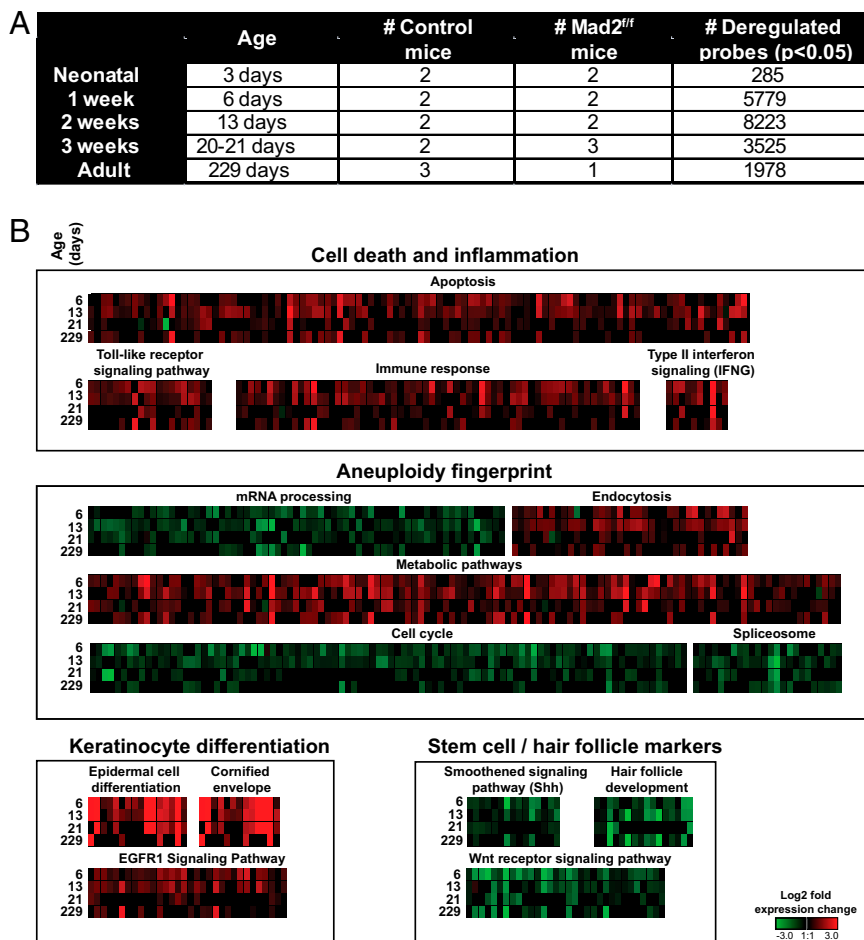 A
Age
# Control mice
# Mad2f/f mice
# Deregulated probes (p<0.05)
Neonatal 3 days 2 2 285
1 week 6 days 2 2 5779
2 weeks 13 days 2 2 8223
3 weeks 20-21 days 2 3 3525
Adult 229 days 3 1 1978
B
Age (days)
Cell death and inflammation
Apoptosis
6
13
21
229
Toll-like receptor
signaling pathway
Immune response
Type II interferon
signaling (IFNG)
6
13
21
229
Aneuploidy fingerprint
mRNA processing
Endocytosis
6
13
21
229
Metabolic pathways
6
13
21
229
Cell cycle
Spliceosome
6
13
21
229
Keratinocyte differentiation
Epidermal cell
differentiation
Cornified
envelope
6
13
21
229
EGFR1 Signaling Pathway
6
13
21
229
Stem cell / hair follicle markers
Smoothened signaling
pathway (Shh)
Hair follicle
development
6
13
21
229
Wnt receptor signaling pathway
6
13
21
229
Log2 fold
expression change
-3.0 1:1 3.0